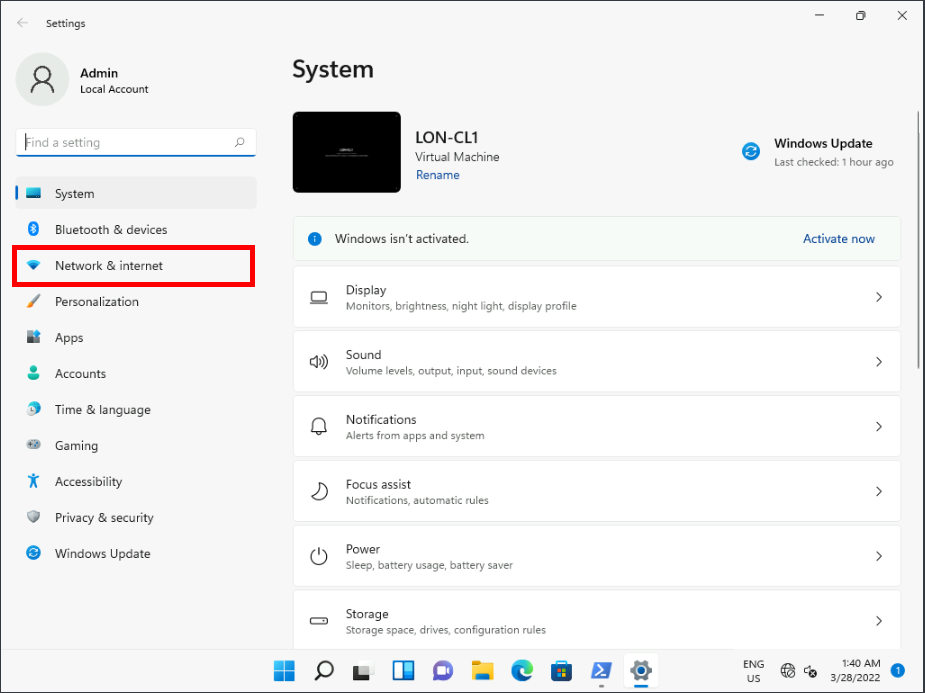 Settings
Admin
Local Account
Find a setting
System
Bluetooth & devices
Network & internet
Personalization
Apps
Accounts
Time & language
Gaming
Accessibility
Privacy & security
Windows Update
System
LON-CL1
Virtual Machine
Rename
Windows Update
Last checked: 1 hour ago
Windows isn't activated.
Activate now
Display
Monitors, brightness, night light, display profile
Sound
Volume levels, output, input, sound devices
Notifications
Alerts from apps and system
Focus assist
Notifications, automatic rules
Power
Sleep, battery usage, battery saver
Storage
Storage space, drives, configuration rules
ENG
US
1:40 AM
3/28/2022
1